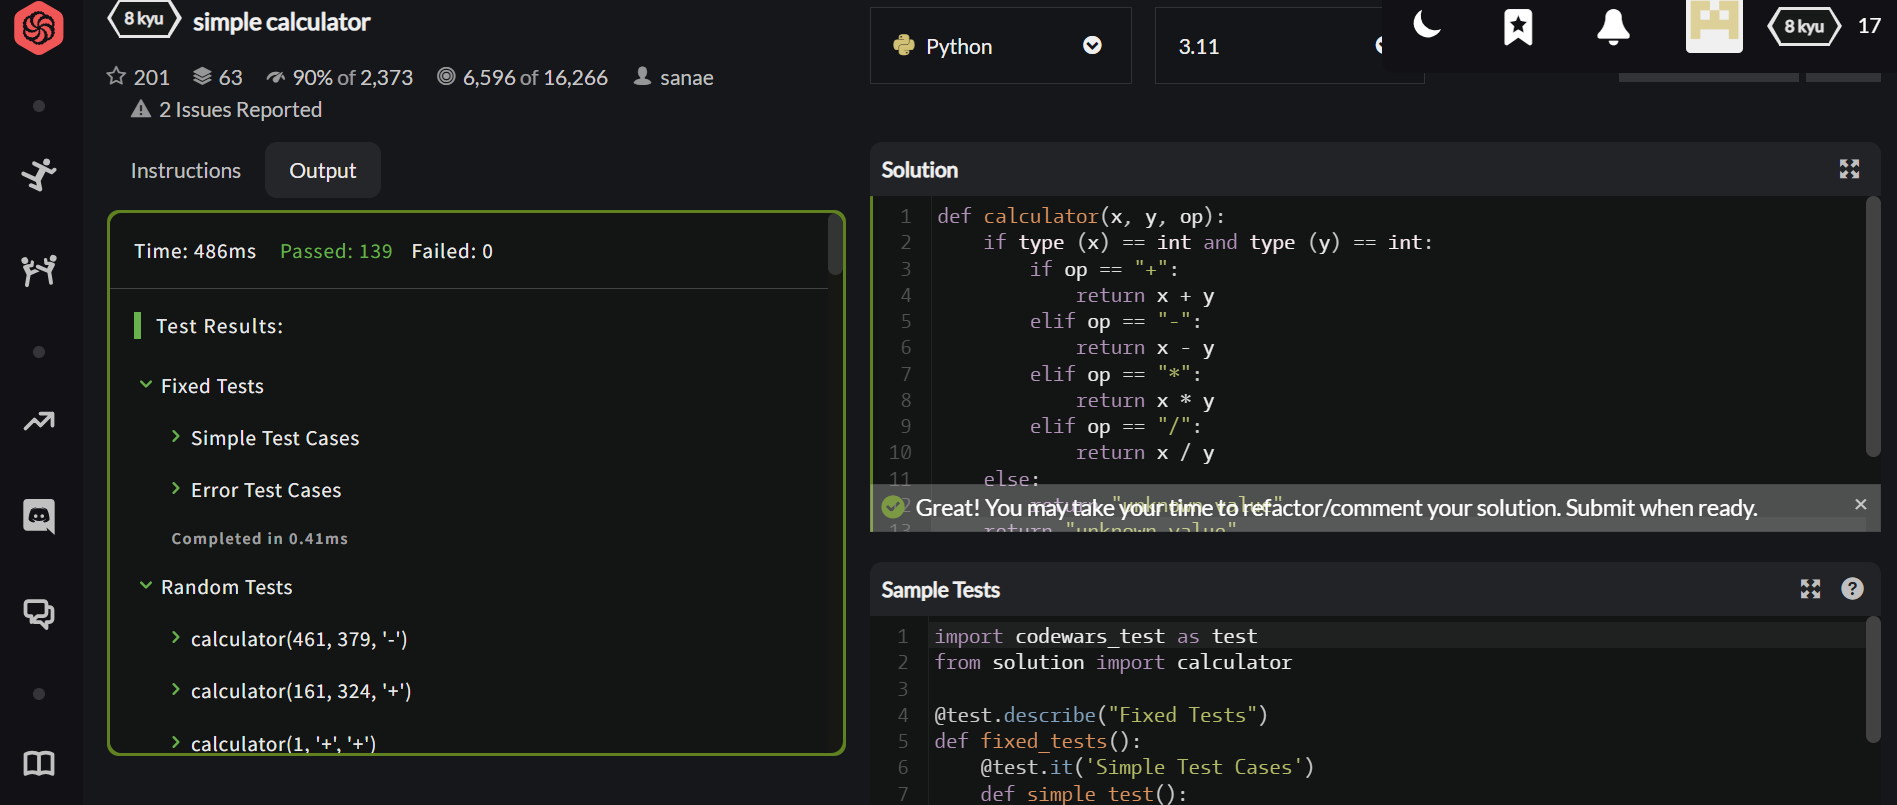 8 kyu simple calculator
201 63 90% of 2,373 6,596 of 16,266 sanae
2 Issues Reported
Instructions Output
Time: 486ms Passed: 139 Failed: 0
Test Results:
Fixed Tests
Simple Test Cases
Error Test Cases
Completed in 0.41ms
Random Tests
calculator(461, 379, '-')
calculator(161, 324, '+')
calculator(1, '+', '+')
Python 3.11 8 kyu 17
Solution
1 def calculator(x, y, op):
2 if type (x) == int and type (y) == int:
3 if op == "+":
4 return x + y
5 elif op == "-":
6 return x - y
7 elif op == "*":
8 return x * y
9 elif op == "/":
10 return x / y
11 else:
12 return "unknown value"
Great! You may take your time to refactor/comment your solution. Submit when ready. ×
13 return "unknown value"
Sample Tests ?
1 import codewars_test as test
2 from solution import calculator
3
4 @test.describe("Fixed Tests")
5 def fixed_tests():
6 @test.it('Simple Test Cases')
7 def simple_test():